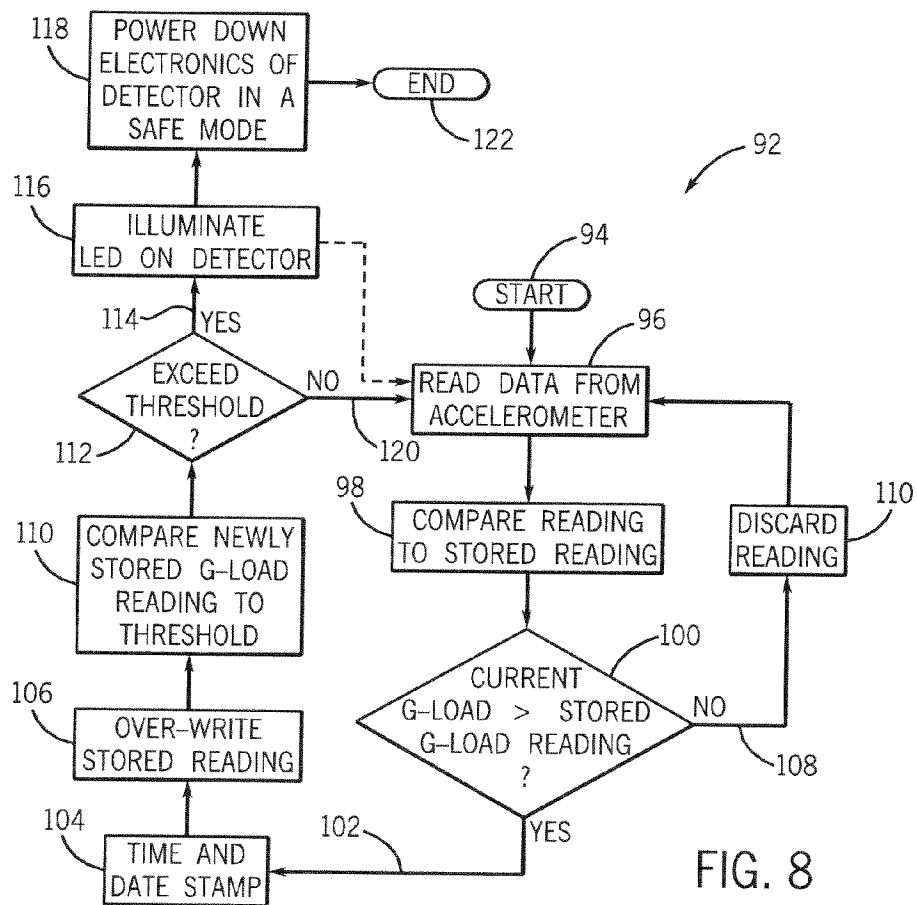 118
POWER DOWN
ELECTRONICS OF
DETECTOR IN A
SAFE MODE
END
122
92
116
ILLUMINATE
LED ON DETECTOR
94
START
114
YES
96
EXCEED
THRESHOLD
?
NO
112
120
READ DATA FROM
ACCELEROMETER
98
COMPARE READING
TO STORED READING
DISCARD
READING
110
110
COMPARE NEWLY
STORED G-LOAD
READING TO
THRESHOLD
100
CURRENT
G-LOAD > STORED
G-LOAD READING
?
NO
108
106
OVER-WRITE
STORED READING
YES
102
104
TIME AND
DATE STAMP
FIG. 8